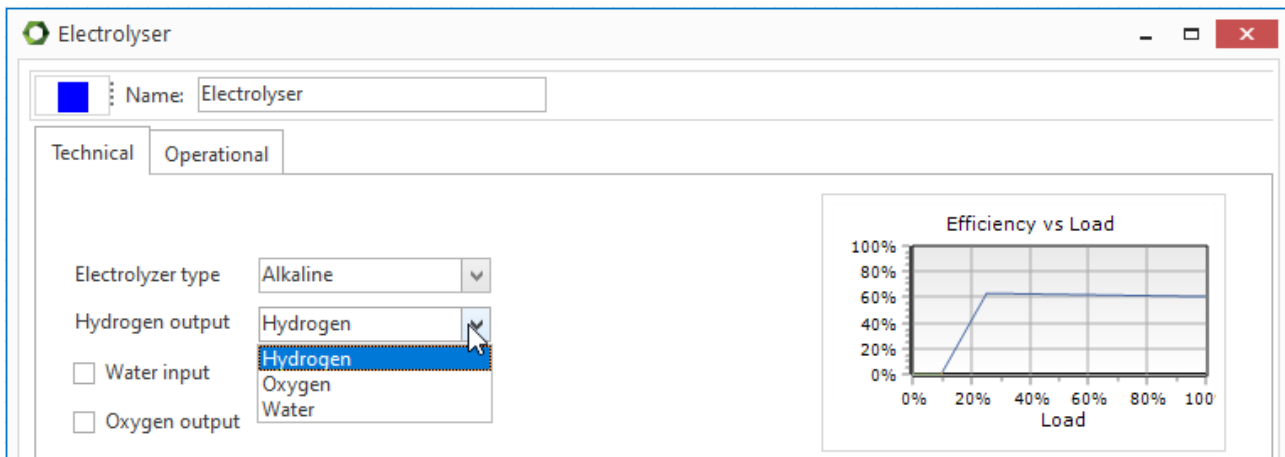 Electrolyser
Name: Electrolyser
Technical Operational
Efficiency vs Load
100%
80%
60%
40%
20%
0%
0% 20% 40% 60% 80% 100
Load
Electrolyzer type Alkaline
Hydrogen output Hydrogen
Hydrogen
Oxygen
Water
Water input
Oxygen output